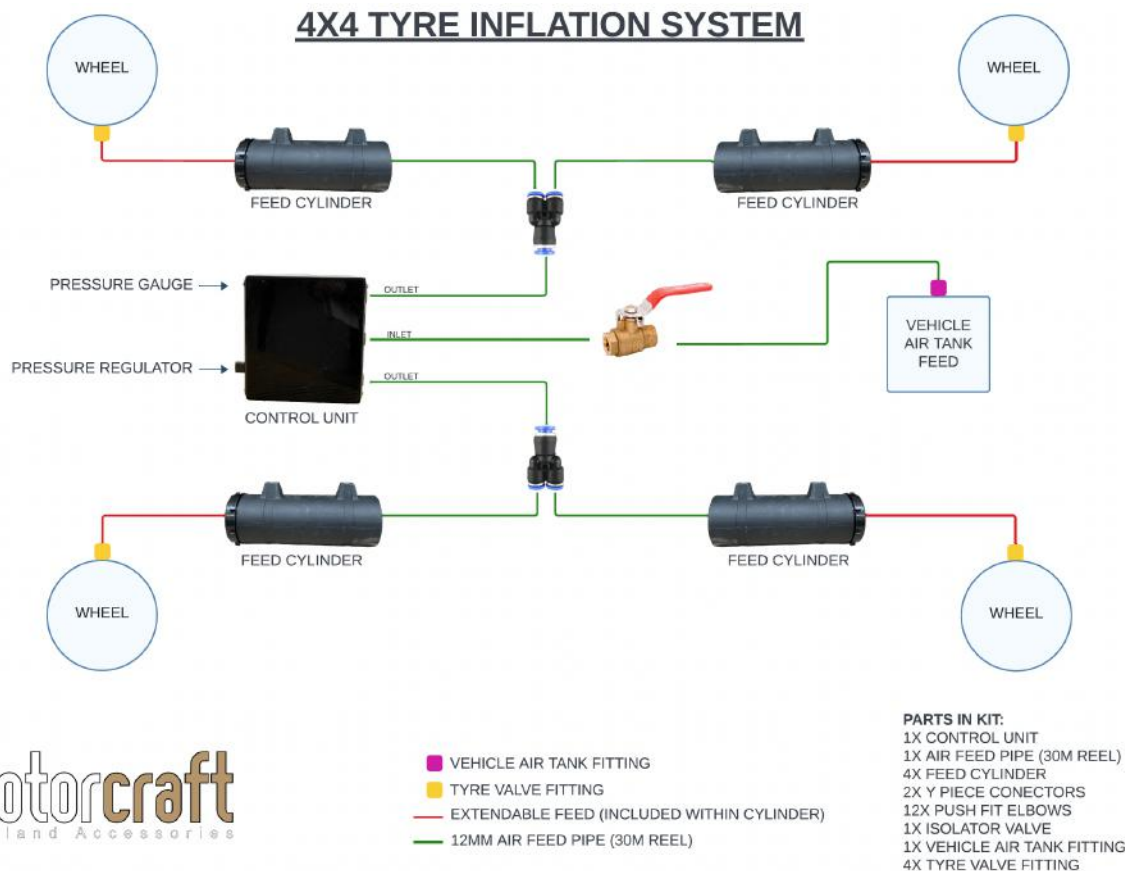 4X4 TYRE INFLATION SYSTEM
WHEEL
WHEEL
FEED CYLINDER
FEED CYLINDER
PRESSURE GAUGE
OUTLET
INLET
PRESSURE REGULATOR
OUTLET
CONTROL UNIT
VEHICLE
AIR TANK
FEED
FEED CYLINDER
FEED CYLINDER
WHEEL
WHEEL
otorcraft
land Accessories
VEHICLE AIR TANK FITTING
TYRE VALVE FITTING
EXTENDABLE FEED (INCLUDED WITHIN CYLINDER)
12MM AIR FEED PIPE (30M REEL)
PARTS IN KIT:
1X CONTROL UNIT
1X AIR FEED PIPE (30M REEL)
4X FEED CYLINDER
2X Y PIECE CONECTORS
12X PUSH FIT ELBOWS
1X ISOLATOR VALVE
1X VEHICLE AIR TANK FITTING
4X TYRE VALVE FITTING